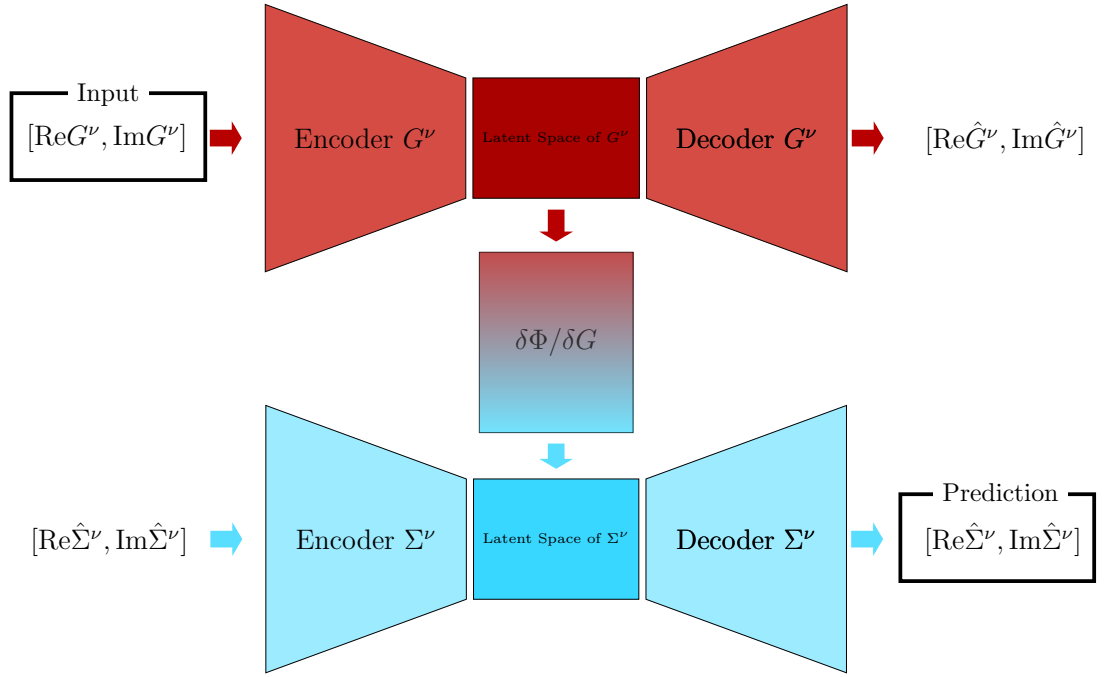 Input
[ReG^ν, ImG^ν]
Encoder G^ν
Latent Space of G^ν
Decoder G^ν
[ReĜ^ν, ImĜ^ν]
δΦ/δG
[ReΣ̂^ν, ImΣ̂^ν]
Encoder Σ^ν
Latent Space of Σ^ν
Decoder Σ^ν
Prediction
[ReΣ̂^ν, ImΣ̂^ν]